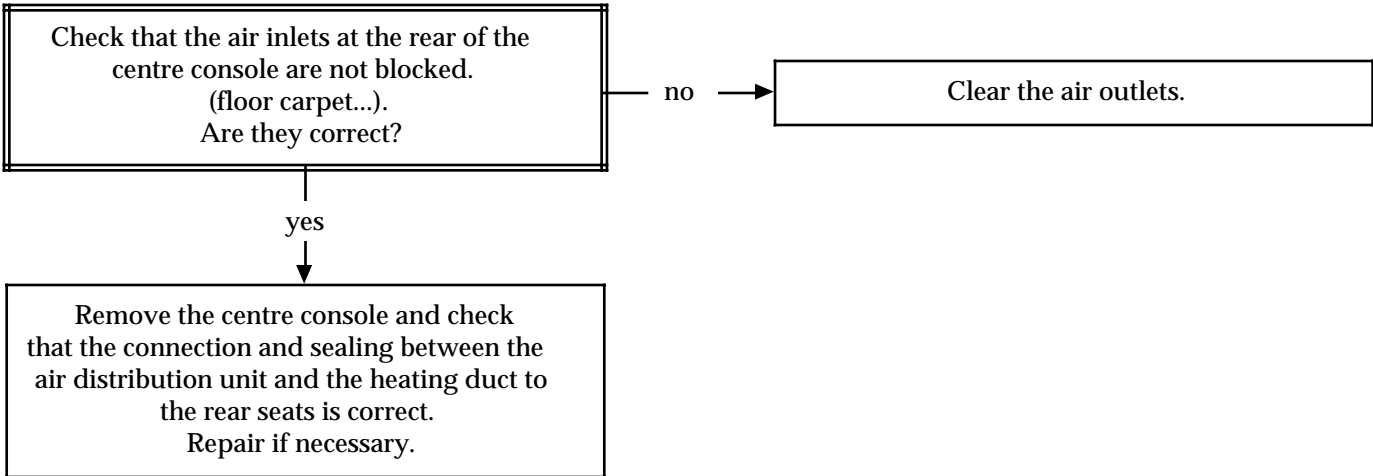 Check that the air inlets at the rear of the
centre console are not blocked.
(floor carpet...).
Are they correct?
no
Clear the air outlets.
yes
Remove the centre console and check
that the connection and sealing between the
air distribution unit and the heating duct to
the rear seats is correct.
Repair if necessary.